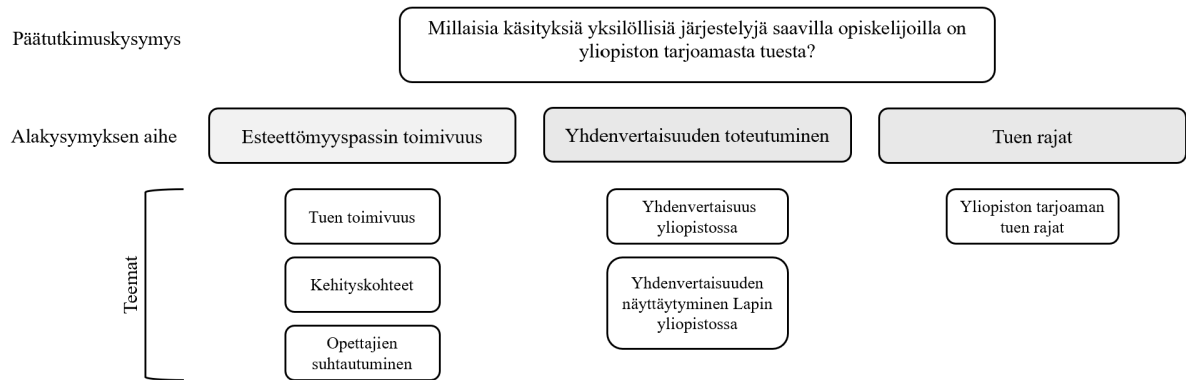 Päätutkimuskysymys
Millaisia käsityksiä yksilöllisiä järjestelyjä saavilla opiskelijoilla on
yliopiston tarjoamasta tuesta?
Alakysymyksen aihe
Esteettömyyspassin toimivuus
Yhdenvertaisuuden toteutuminen
Tuen rajat
Teemat
Tuen toimivuus
Kehityskohteet
Opettajien
suhtautuminen
Yhdenvertaisuus
yliopistossa
Yhdenvertaisuuden
näyttäytyminen Lapin
yliopistossa
Yliopiston tarjoaman
tuen rajat